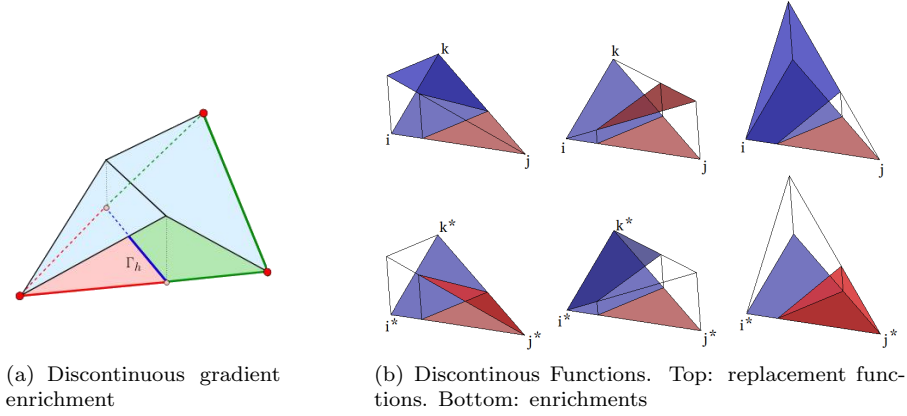 Γh
(a) Discontinuous gradient
enrichment
k
i
j
k
i
j
i
j
k*
i*
j*
k*
i*
j*
i*
j*
(b) Discontinous Functions. Top: replacement func-
tions. Bottom: enrichments